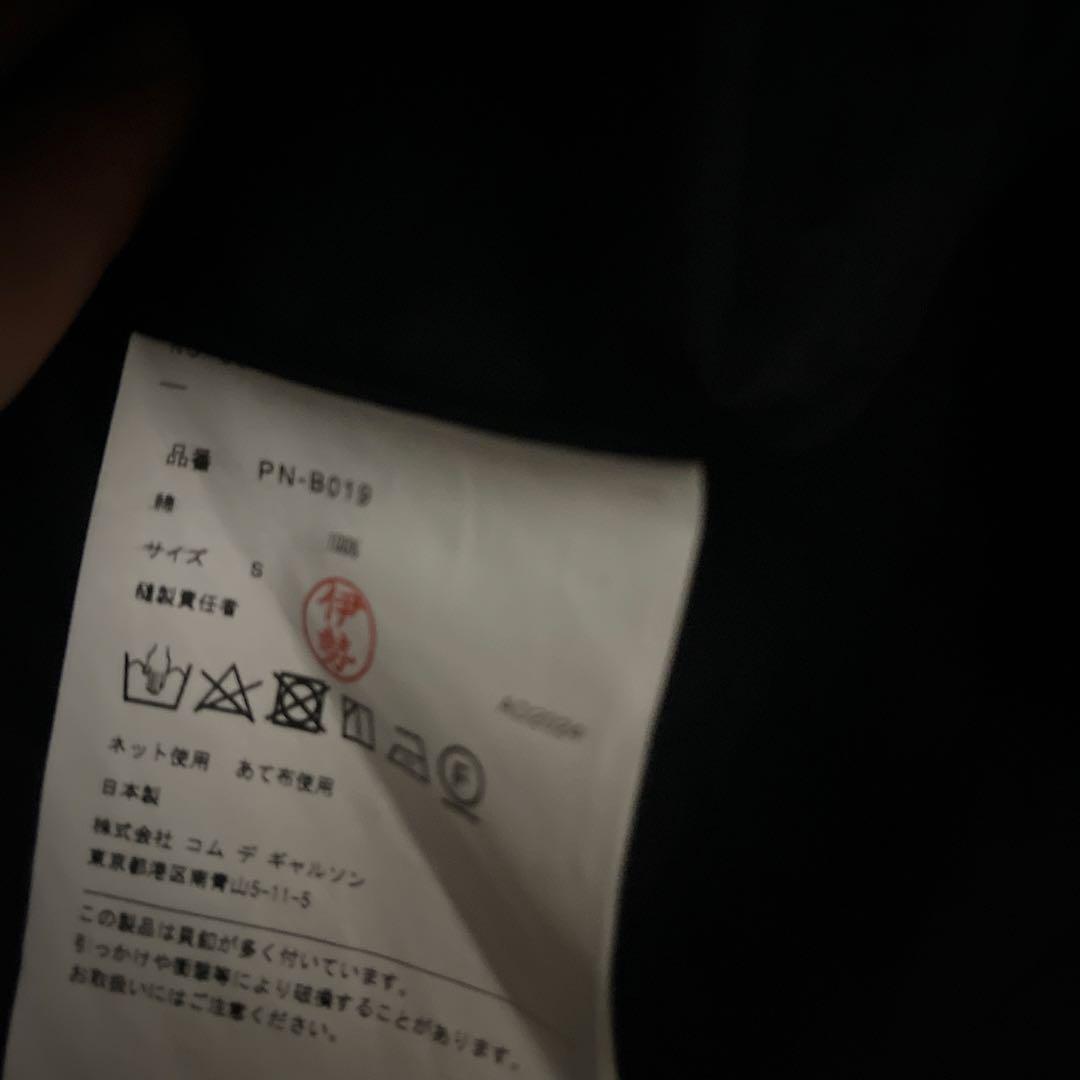 品番 PN-B019
綿 100%
サイズ S
縫製責任者 伊勢
F
ネット使用 あて布使用
日本製
株式会社 コム デ ギャルソン
東京都港区南青山5-11-5
この製品は貝釦が多く付いています。
引っかけや衝撃等により破損することがあります。
お取扱いにはご注意ください。